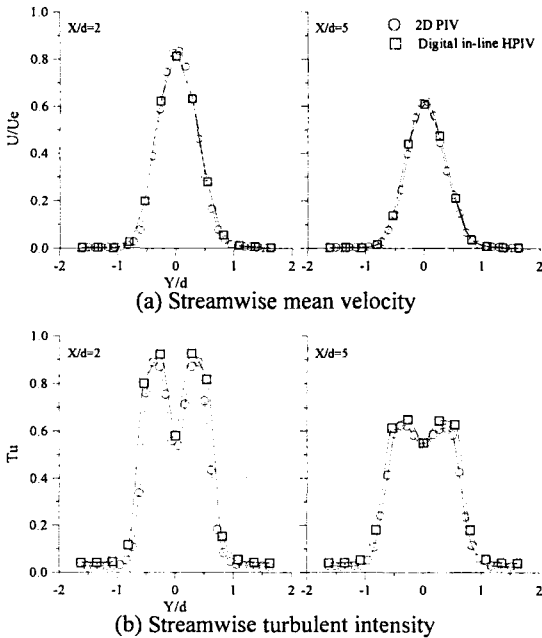 X/d=2
X/d=5
2D PIV
Digital in-line HPIV
1.0
0.8
0.6
0.4
0.2
0.0
U/Ue
-2 -1 0 1 2 -2 -1 0 1 2
Y/d
(a) Streamwise mean velocity
X/d=2
X/d=5
1.0
0.8
0.6
0.4
0.2
0.0
Tu
-2 -1 0 1 2 -2 -1 0 1 2
Y/d
(b) Streamwise turbulent intensity